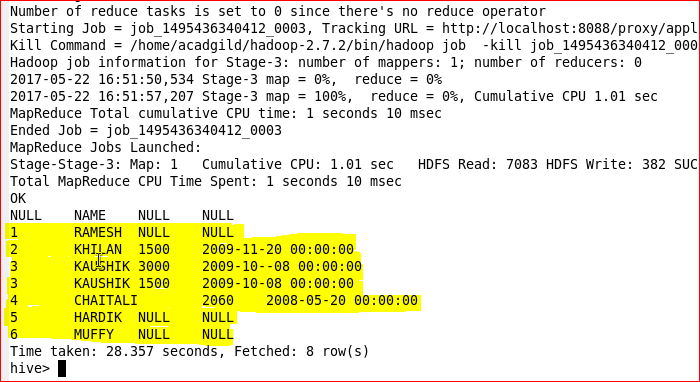 Number of reduce tasks is set to 0 since there's no reduce operator
Starting Job = job_1495436340412_0003, Tracking URL = http://localhost:8088/proxy/appl
Kill Command = /home/acadgild/hadoop-2.7.2/bin/hadoop job  -kill job_1495436340412_000
Hadoop job information for Stage-3: number of mappers: 1; number of reducers: 0
2017-05-22 16:51:50,534 Stage-3 map = 0%,  reduce = 0%
2017-05-22 16:51:57,207 Stage-3 map = 100%,  reduce = 0%, Cumulative CPU 1.01 sec
MapReduce Total cumulative CPU time: 1 seconds 10 msec
Ended Job = job_1495436340412_0003
MapReduce Jobs Launched:
Stage-Stage-3: Map: 1   Cumulative CPU: 1.01 sec   HDFS Read: 7083 HDFS Write: 382 SUC
Total MapReduce CPU Time Spent: 1 seconds 10 msec
OK
NULL    NAME    NULL    NULL
1       RAMESH  NULL    NULL
2       KHILAN  1500    2009-11-20 00:00:00
3       KAUSHIK 3000    2009-10--08 00:00:00
3       KAUSHIK 1500    2009-10-08 00:00:00
4       CHAITALI        2060    2008-05-20 00:00:00
5       HARDIK  NULL    NULL
6       MUFFY   NULL    NULL
Time taken: 28.357 seconds, Fetched: 8 row(s)
hive>